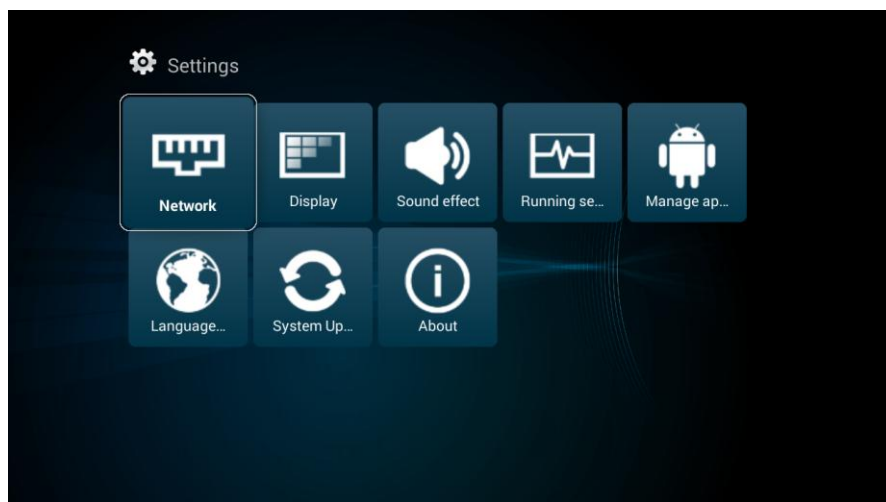 Settings
Network
Display
Sound effect
Running se...
Manage ap...
Language...
System Up...
About